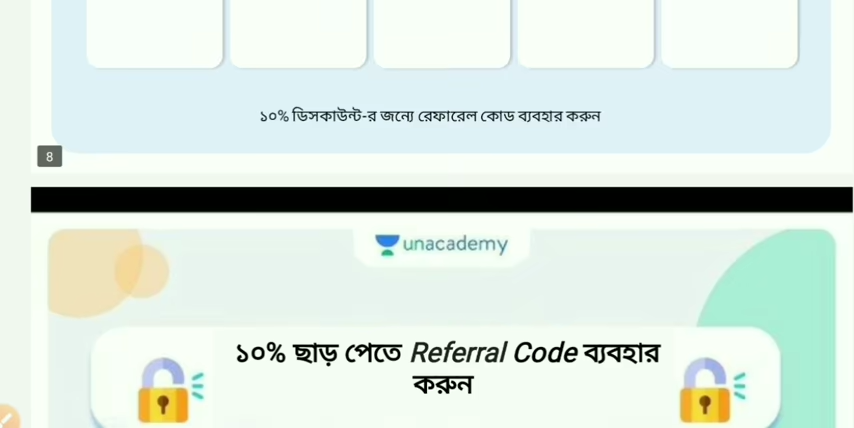 ১০% ডিসকাউন্ট-র জন্যে রেফারেল কোড ব্যবহার করুন
8
unacademy
১০% ছাড় পেতে Referral Code ব্যবহার
করুন